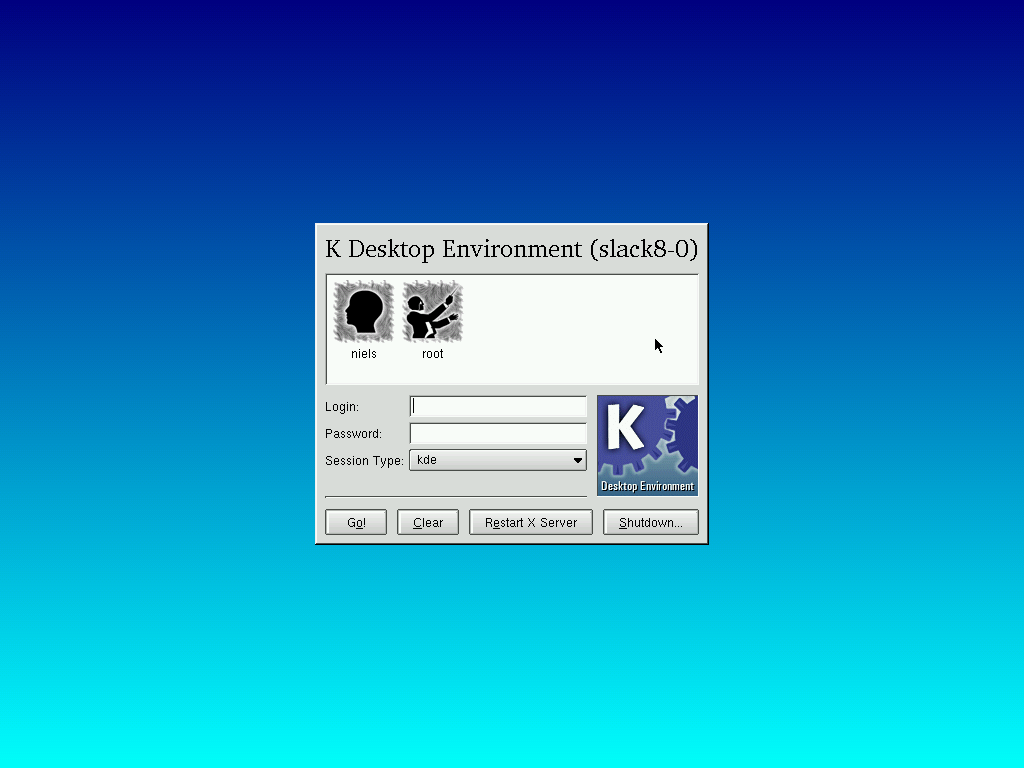 K Desktop Environment (slack8-0)
niels root
Login:
Password:
Session Type: kde
K
Desktop Environment
Go! Clear Restart X Server Shutdown...